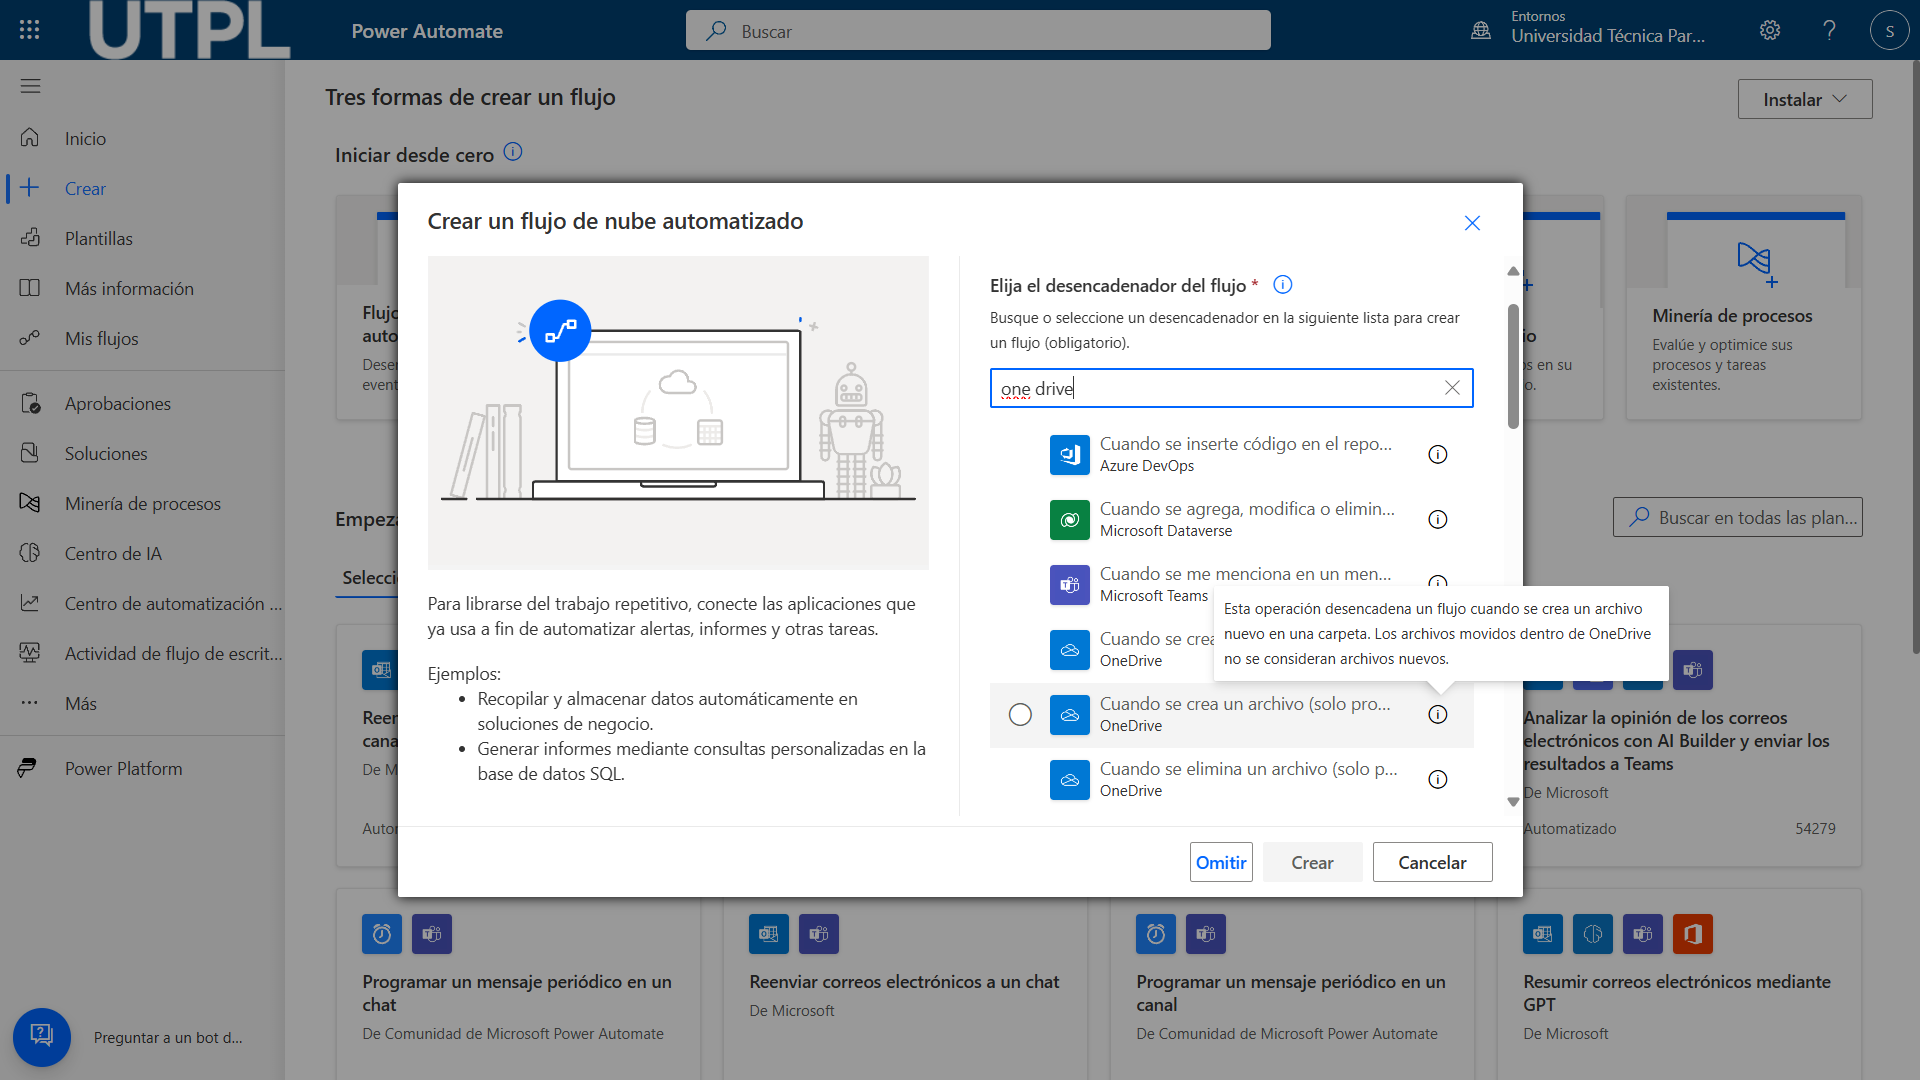 UTPL
Power Automate
Buscar
Entornos
Universidad Técnica Par...
?
S
Inicio
Crear
Plantillas
Más información
Mis flujos
Aprobaciones
Soluciones
Minería de procesos
Centro de IA
Centro de automatización ...
Actividad de flujo de escrit...
Más
Power Platform
Preguntar a un bot d...
Tres formas de crear un flujo
Instalar
Iniciar desde cero
Minería de procesos
Evalúe y optimice sus
procesos y tareas
existentes.
Buscar en todas las plan...
Crear un flujo de nube automatizado
Para librarse del trabajo repetitivo, conecte las aplicaciones que
ya usa a fin de automatizar alertas, informes y otras tareas.
Ejemplos:
• Recopilar y almacenar datos automáticamente en
soluciones de negocio.
• Generar informes mediante consultas personalizadas en la
base de datos SQL.
Elija el desencadenador del flujo *
Busque o seleccione un desencadenador en la siguiente lista para crear
un flujo (obligatorio).
one drive
Cuando se inserte código en el repo...
Azure DevOps
Cuando se agrega, modifica o elimin...
Microsoft Dataverse
Cuando se me menciona en un men...
Microsoft Teams
Cuando se crea
OneDrive
Esta operación desencadena un flujo cuando se crea un archivo
nuevo en una carpeta. Los archivos movidos dentro de OneDrive
no se consideran archivos nuevos.
Cuando se crea un archivo (solo pro...
OneDrive
Cuando se elimina un archivo (solo p...
OneDrive
Omitir
Crear
Cancelar
Analizar la opinión de los correos
electrónicos con AI Builder y enviar los
resultados a Teams
De Microsoft
Automatizado
54279
Programar un mensaje periódico en un
chat
De Comunidad de Microsoft Power Automate
Reenviar correos electrónicos a un chat
De Microsoft
Programar un mensaje periódico en un
canal
De Comunidad de Microsoft Power Automate
Resumir correos electrónicos mediante
GPT
De Microsoft